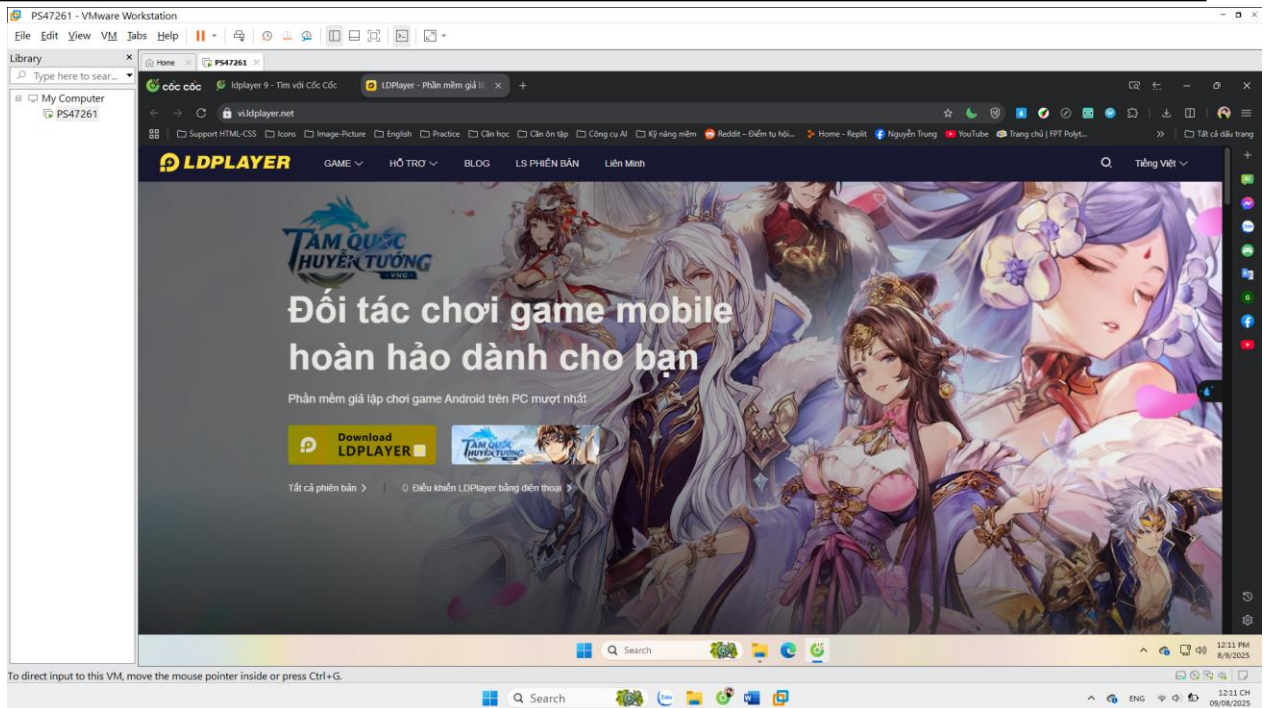 PS47261 - VMware Workstation
File Edit View VM Tabs Help
Library
Home
PS47261
Type here to sear...
My Computer
PS47261
cốc cốc
ldplayer 9 - Tìm với Cốc Cốc
LDPlayer - Phần mềm giả l
vi.ldplayer.net
Support HTML-CSS
Icons
Image-Picture
English
Practice
Cần học
Cần ôn tập
Công cụ AI
Kỹ năng mềm
Reddit – Điểm tụ hội...
Home - Replit
Nguyễn Trung
YouTube
Trang chủ | FPT Polyt...
Tất cả dấu trang
LDPLAYER
GAME
HỖ TRỢ
BLOG
LS PHIÊN BẢN
Liên Minh
Tiếng Việt
TAM QUỐC
HUYỄN TƯỚNG
VNG
Đối tác chơi game mobile
hoàn hảo dành cho bạn
Phần mềm giả lập chơi game Android trên PC mượt nhất
Download
LDPLAYER
TAM QUỐC
HUYỄN TƯỚNG
Tất cả phiên bản >
Điều khiển LDPlayer bằng điện thoại >
Search
12:11 PM
8/9/2025
To direct input to this VM, move the mouse pointer inside or press Ctrl+G.
Search
ENG
12:11 CH
09/08/2025